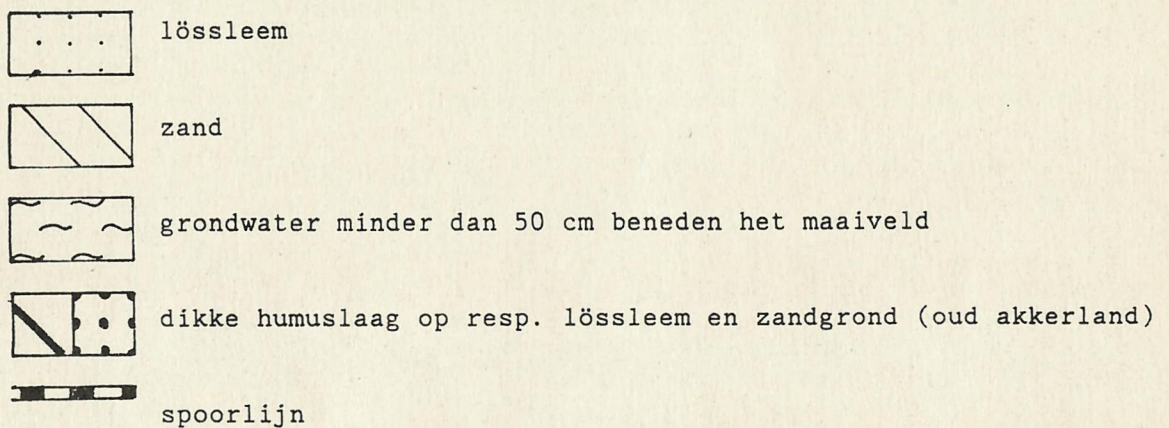 lössleem
zand
grondwater minder dan 50 cm beneden het maaiveld
dikke humuslaag op resp. lössleem en zandgrond (oud akkerland)
spoorlijn